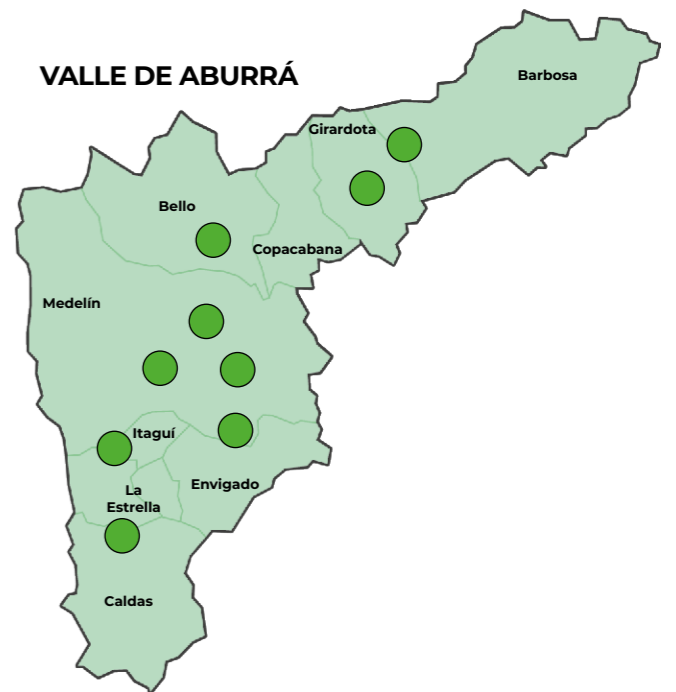 VALLE DE ABURRÁ
Barbosa
Girardota
Bello
Copacabana
Medelín
Itaguí
Envigado
La
Estrella
Caldas